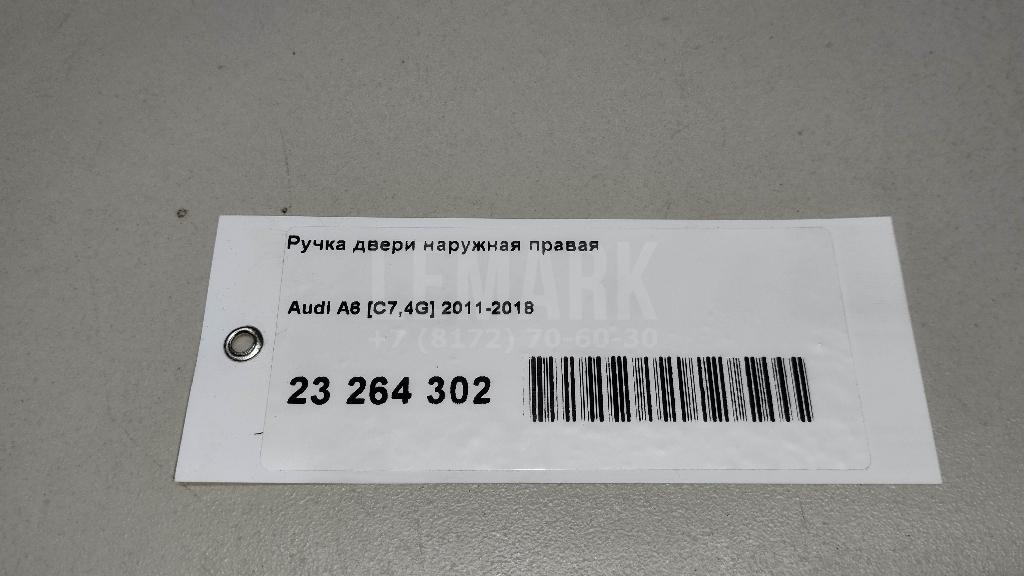 Ручка двери наружная правая
LEMARK
Audi A6 [C7,4G] 2011-2018
+7 (8172) 70-60-30
23 264 302